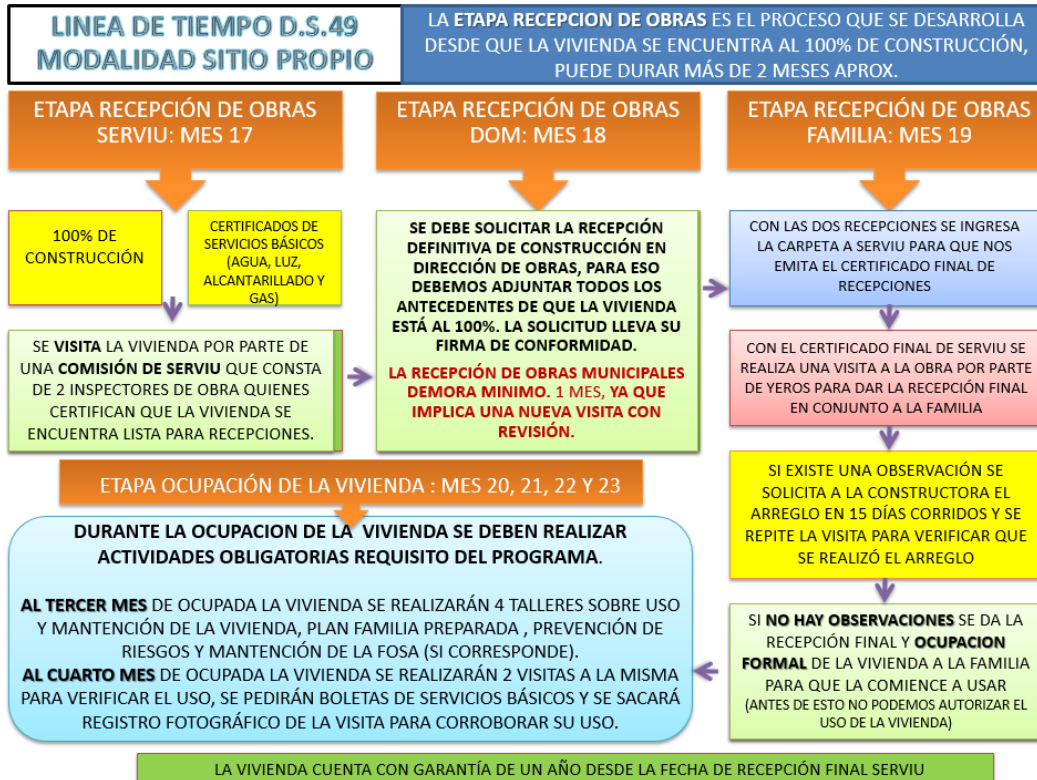 LINEA DE TIEMPO D.S.49
MODALIDAD SITIO PROPIO
LA ETAPA RECEPCION DE OBRAS ES EL PROCESO QUE SE DESARROLLA
DESDE QUE LA VIVIENDA SE ENCUENTRA AL 100% DE CONSTRUCCIÓN,
PUEDE DURAR MÁS DE 2 MESES APROX.
ETAPA RECEPCIÓN DE OBRAS
SERVIU: MES 17
100% DE
CONSTRUCCIÓN
CERTIFICADOS DE
SERVICIOS BÁSICOS
(AGUA, LUZ,
ALCANTARILLADO Y
GAS)
SE VISITA LA VIVIENDA POR PARTE DE
UNA COMISIÓN DE SERVIU QUE CONSTA
DE 2 INSPECTORES DE OBRA QUIENES
CERTIFICAN QUE LA VIVIENDA SE
ENCUENTRA LISTA PARA RECEPCIONES.
ETAPA RECEPCIÓN DE OBRAS
DOM: MES 18
SE DEBE SOLICITAR LA RECEPCIÓN
DEFINITIVA DE CONSTRUCCIÓN EN
DIRECCIÓN DE OBRAS, PARA ESO
DEBEMOS ADJUNTAR TODOS LOS
ANTECEDENTES DE QUE LA VIVIENDA
ESTÁ AL 100%. LA SOLICITUD LLEVA SU
FIRMA DE CONFORMIDAD.
LA RECEPCIÓN DE OBRAS MUNICIPALES
DEMORA MINIMO. 1 MES, YA QUE
IMPLICA UNA NUEVA VISITA CON
REVISIÓN.
ETAPA RECEPCIÓN DE OBRAS
FAMILIA: MES 19
CON LAS DOS RECEPCIONES SE INGRESA
LA CARPETA A SERVIU PARA QUE NOS
EMITA EL CERTIFICADO FINAL DE
RECEPCIONES
CON EL CERTIFICADO FINAL DE SERVIU SE
REALIZA UNA VISITA A LA OBRA POR PARTE
DE YEROS PARA DAR LA RECEPCIÓN FINAL
EN CONJUNTO A LA FAMILIA
SI EXISTE UNA OBSERVACIÓN SE
SOLICITA A LA CONSTRUCTORA EL
ARREGLO EN 15 DÍAS CORRIDOS Y SE
REPITE LA VISITA PARA VERIFICAR QUE
SE REALIZÓ EL ARREGLO
SI NO HAY OBSERVACIONES SE DA LA
RECEPCIÓN FINAL Y OCUPACION
FORMAL DE LA VIVIENDA A LA FAMILIA
PARA QUE LA COMIENCE A USAR
(ANTES DE ESTO NO PODEMOS AUTORIZAR EL
USO DE LA VIVIENDA)
ETAPA OCUPACIÓN DE LA VIVIENDA : MES 20, 21, 22 Y 23
DURANTE LA OCUPACION DE LA VIVIENDA SE DEBEN REALIZAR
ACTIVIDADES OBLIGATORIAS REQUISITO DEL PROGRAMA.
AL TERCER MES DE OCUPADA LA VIVIENDA SE REALIZARÁN 4 TALLERES SOBRE USO
Y MANTENCIÓN DE LA VIVIENDA, PLAN FAMILIA PREPARADA , PREVENCIÓN DE
RIESGOS Y MANTENCIÓN DE LA FOSA (SI CORRESPONDE).
AL CUARTO MES DE OCUPADA LA VIVIENDA SE REALIZARÁN 2 VISITAS A LA MISMA
PARA VERIFICAR EL USO, SE PEDIRÁN BOLETAS DE SERVICIOS BÁSICOS Y SE SACARÁ
REGISTRO FOTOGRÁFICO DE LA VISITA PARA CORROBORAR SU USO.
LA VIVIENDA CUENTA CON GARANTÍA DE UN AÑO DESDE LA FECHA DE RECEPCIÓN FINAL SERVIU